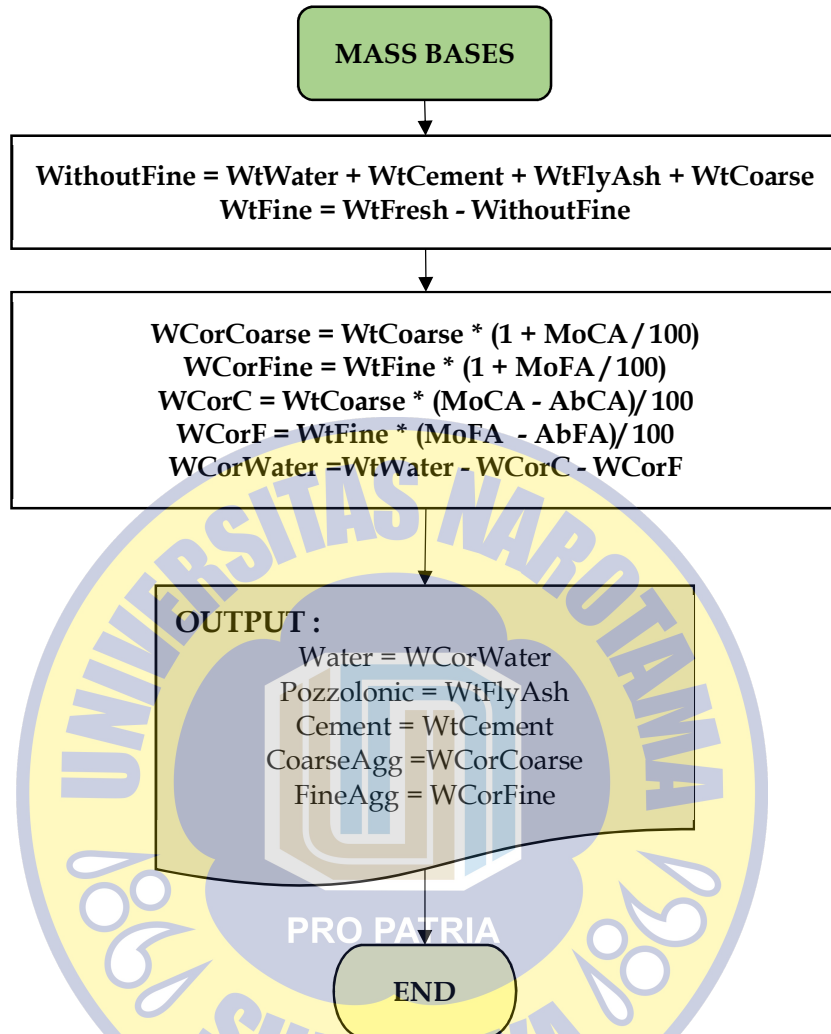 MASS BASES
WithoutFine = WtWater + WtCement + WtFlyAsh + WtCoarse
WtFine = WtFresh - WithoutFine
WCorCoarse = WtCoarse * (1 + MoCA / 100)
WCorFine = WtFine * (1 + MoFA / 100)
WCorC = WtCoarse * (MoCA - AbCA)/ 100
WCorF = WtFine * (MoFA - AbFA)/ 100
WCorWater =WtWater - WCorC - WCorF
UNIVERSITAS NAROTAMA
OUTPUT :
Water = WCorWater
Pozzolonic = WtFlyAsh
Cement = WtCement
CoarseAgg =WCorCoarse
FineAgg = WCorFine
PRO PATRIA
END